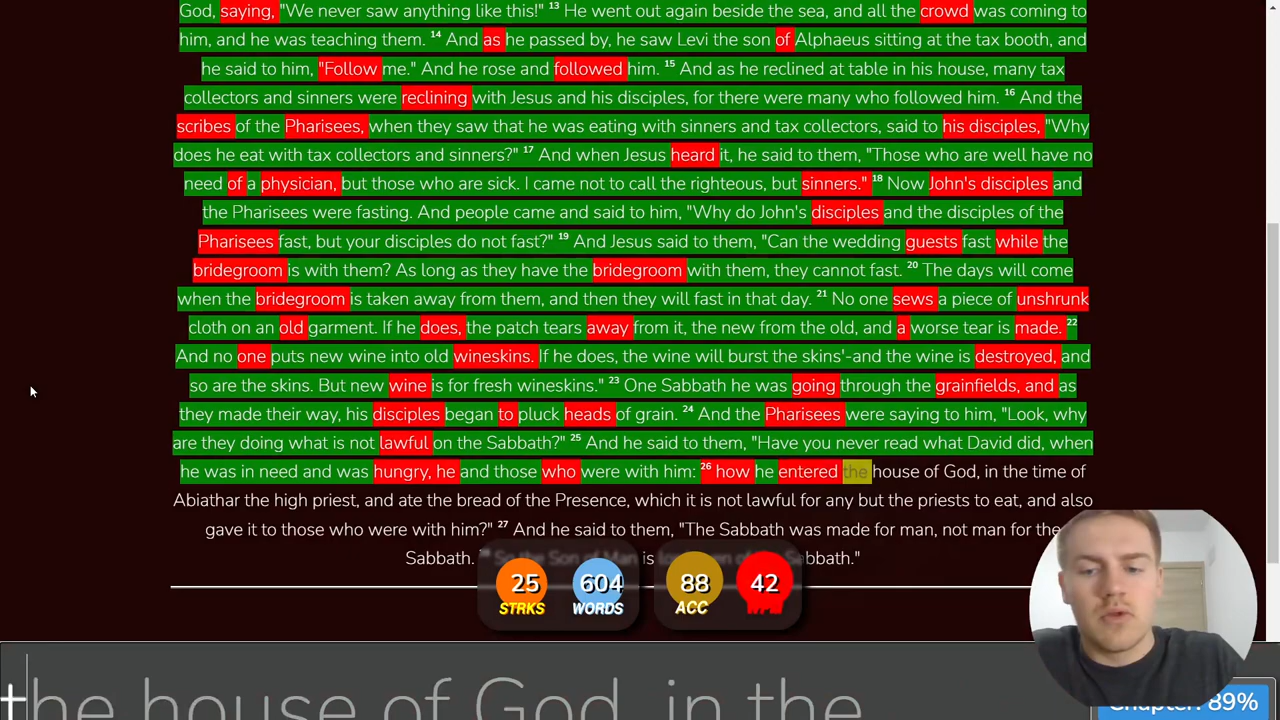 God, saying, "We never saw anything like this!" 13 He went out again beside the sea, and all the crowd was coming to
him, and he was teaching them. 14 And as he passed by, he saw Levi the son of Alphaeus sitting at the tax booth, and
he said to him, "Follow me." And he rose and followed him. 15 And as he reclined at table in his house, many tax
collectors and sinners were reclining with Jesus and his disciples, for there were many who followed him. 16 And the
scribes of the Pharisees, when they saw that he was eating with sinners and tax collectors, said to his disciples, "Why
does he eat with tax collectors and sinners?" 17 And when Jesus heard it, he said to them, "Those who are well have no
need of a physician, but those who are sick. I came not to call the righteous, but sinners." 18 Now John's disciples and
the Pharisees were fasting. And people came and said to him, "Why do John's disciples and the disciples of the
Pharisees fast, but your disciples do not fast?" 19 And Jesus said to them, "Can the wedding guests fast while the
bridegroom is with them? As long as they have the bridegroom with them, they cannot fast. 20 The days will come
when the bridegroom is taken away from them, and then they will fast in that day. 21 No one sews a piece of unshrunk
cloth on an old garment. If he does, the patch tears away from it, the new from the old, and a worse tear is made. 22
And no one puts new wine into old wineskins. If he does, the wine will burst the skins'-and the wine is destroyed, and
so are the skins. But new wine is for fresh wineskins." 23 One Sabbath he was going through the grainfields, and as
they made their way, his disciples began to pluck heads of grain. 24 And the Pharisees were saying to him, "Look, why
are they doing what is not lawful on the Sabbath?" 25 And he said to them, "Have you never read what David did, when
he was in need and was hungry, he and those who were with him: 26 how he entered the house of God, in the time of
Abiathar the high priest, and ate the bread of the Presence, which it is not lawful for any but the priests to eat, and also
gave it to those who were with him?" 27 And he said to them, "The Sabbath was made for man, not man for the
Sabbath. So the Son of Man is lord even of the Sabbath."
25 604 88 42
STRKS WORDS ACC
the house of God, in the
Chapter: 89%